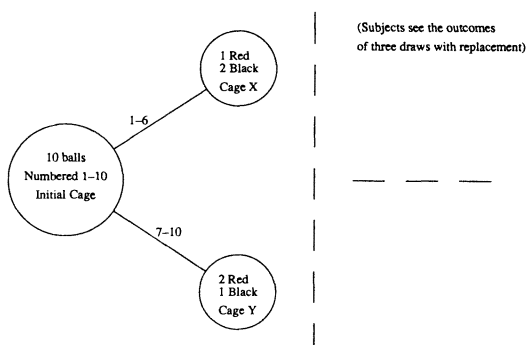 (Subjects see the outcomes
of three draws with replacement)
1 Red
2 Black
Cage X
1–6
10 balls
Numbered 1–10
Initial Cage
7–10
2 Red
1 Black
Cage Y